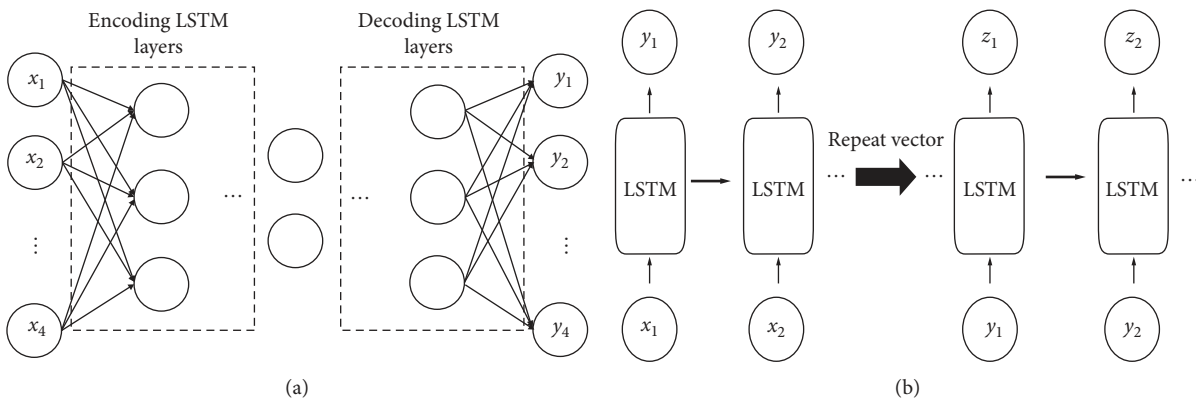 Encoding LSTM
layers
Decoding LSTM
layers
x1
x2
⋮
x4
...
...
y1
y2
⋮
y4
(a)
y1
y2
z1
z2
Repeat vector
LSTM
LSTM
...
...
LSTM
LSTM
...
x1
x2
y1
y2
(b)